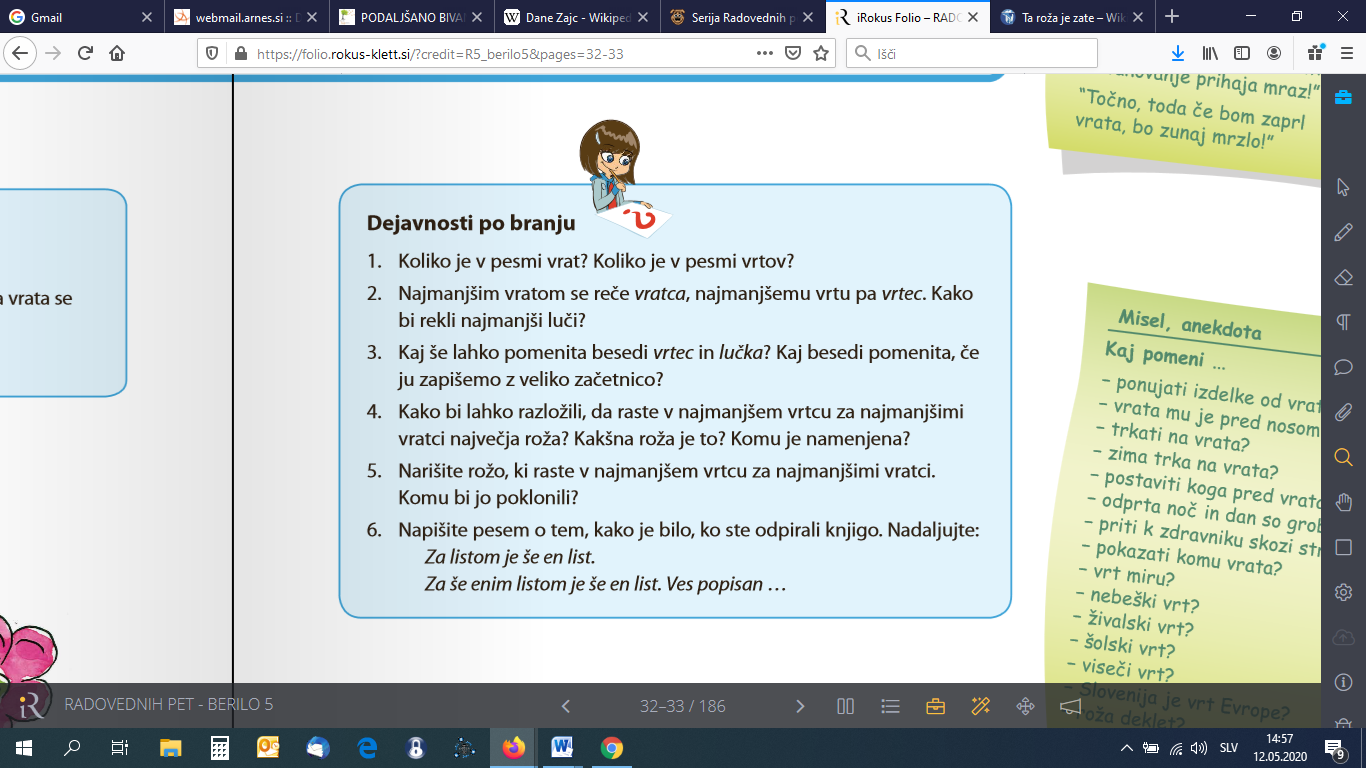 Gmail
webmail.arnes.si :: D
PODALJŠANO BIVAN
Dane Zajc - Wikiped
Serija Radovednih p
iRokus Folio – RADO
Ta roža je zate – Wik
https://folio.rokus-klett.si/?credit=R5_berilo5&pages=32-33
Išči
prihaja mraz!"
"Točno, toda če bom zaprl
vrata, bo zunaj mrzlo!"
a vrata se
Dejavnosti po branju
1. Koliko je v pesmi vrat? Koliko je v pesmi vrtov?
2. Najmanjšim vratom se reče vratca, najmanjšemu vrtu pa vrtec. Kako
bi rekli najmanjši luči?
3. Kaj še lahko pomenita besedi vrtec in lučka? Kaj besedi pomenita, če
ju zapišemo z veliko začetnico?
4. Kako bi lahko razložili, da raste v najmanjšem vrtcu za najmanjšimi
vratci največja roža? Kakšna roža je to? Komu je namenjena?
5. Narišite rožo, ki raste v najmanjšem vrtcu za najmanjšimi vratci.
Komu bi jo poklonili?
6. Napišite pesem o tem, kako je bilo, ko ste odpirali knjigo. Nadaljujte:
Za listom je še en list.
Za še enim listom je še en list. Ves popisan …
Misel, anekdota
Kaj pomeni …
– ponujati izdelke od vrat
– vrata mu je pred nosom
– trkati na vrata?
– zima trka na vrata?
– postaviti koga pred vrata
– odprta noč in dan so grob
– priti k zdravniku skozi str
– pokazati komu vrata?
– vrt miru?
– nebeški vrt?
– živalski vrt?
– šolski vrt?
– viseči vrt?
– Slovenija je vrt Evrope?
roža deklet?
iR
RADOVEDNIH PET - BERILO 5
32–33 / 186
SLV
14:57
12.05.2020
9